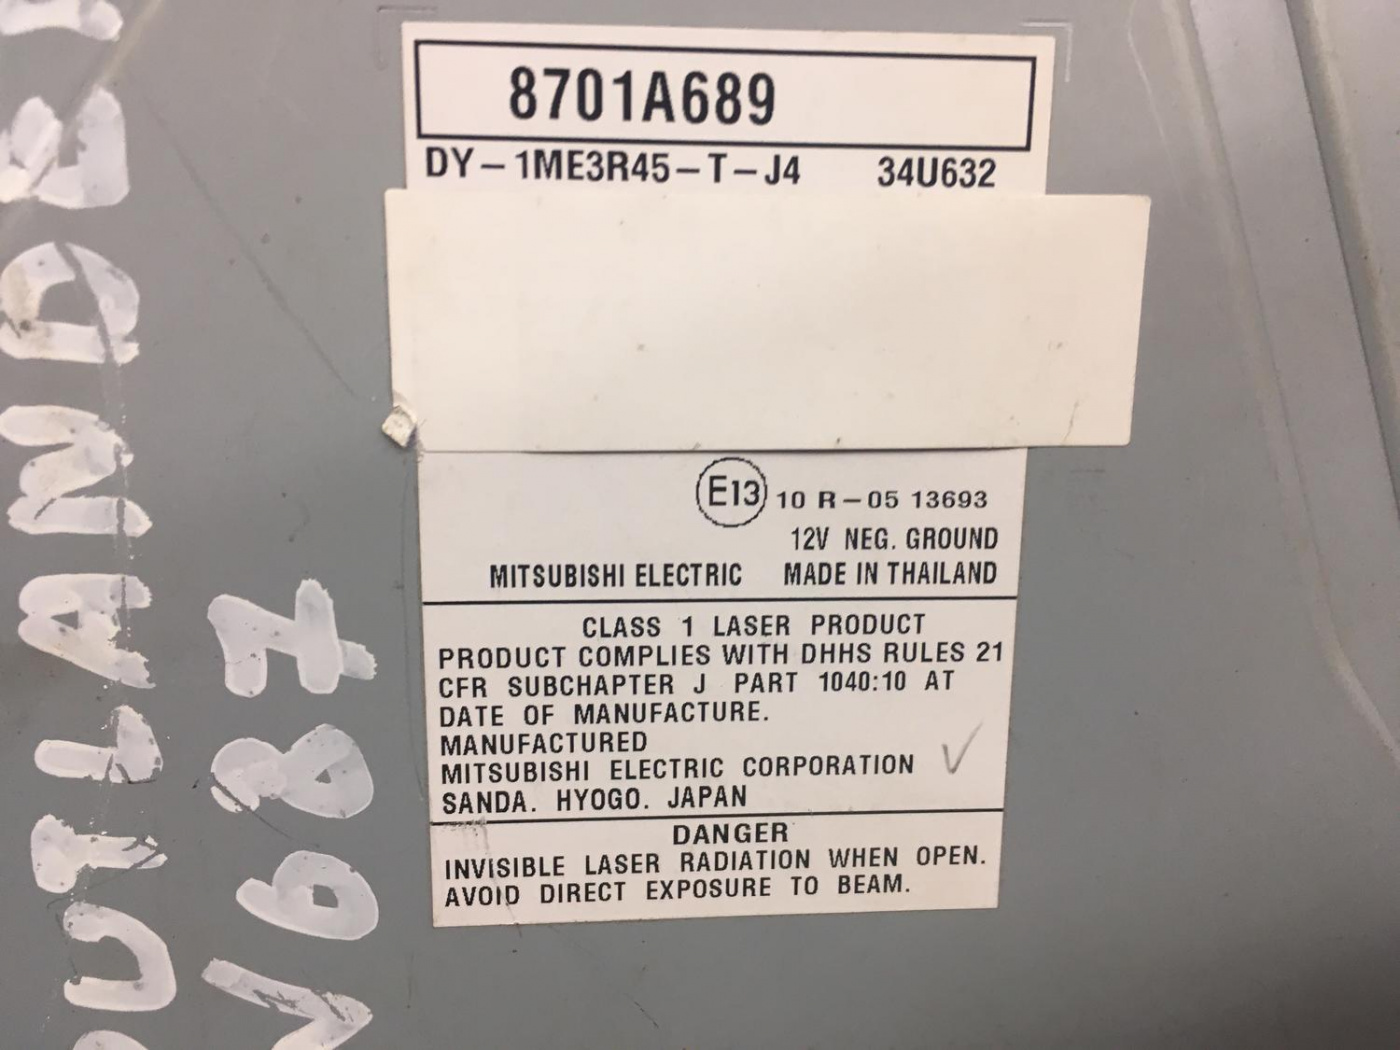 8701A689
DY-1ME3R45-T-J4 34U632
E13 10 R-05 13693
12V NEG. GROUND
MITSUBISHI ELECTRIC MADE IN THAILAND
CLASS 1 LASER PRODUCT
PRODUCT COMPLIES WITH DHHS RULES 21
CFR SUBCHAPTER J PART 1040:10 AT
DATE OF MANUFACTURE.
MANUFACTURED
MITSUBISHI ELECTRIC CORPORATION
SANDA. HYOGO. JAPAN
DANGER
INVISIBLE LASER RADIATION WHEN OPEN.
AVOID DIRECT EXPOSURE TO BEAM.
OUTLANDER
V687